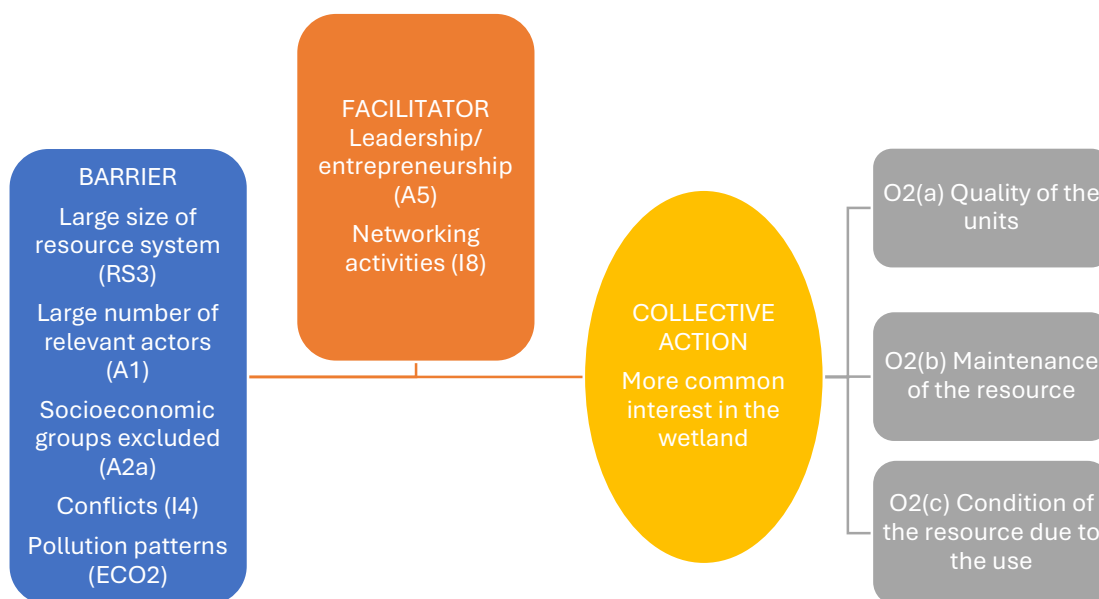 BARRIER
Large size of
resource system
(RS3)
Large number of
relevant actors
(A1)
Socioeconomic
groups excluded
(A2a)
Conflicts (I4)
Pollution patterns
(ECO2)
FACILITATOR
Leadership/
entrepreneurship
(A5)
Networking
activities (I8)
COLLECTIVE
ACTION
More common
interest in the
wetland
O2(a) Quality of the
units
O2(b) Maintenance
of the resource
O2(c) Condition of
the resource due to
the use